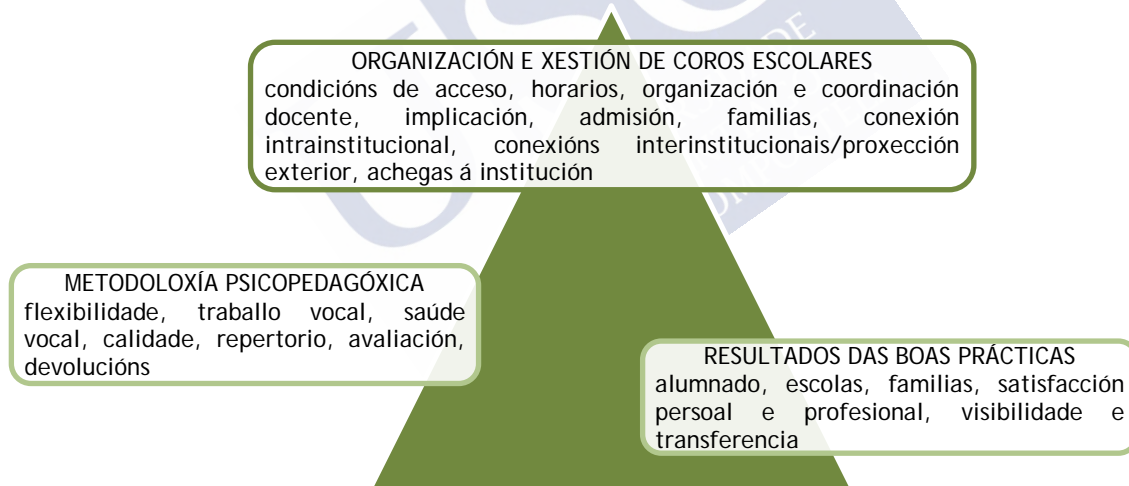 ORGANIZACIÓN E XESTIÓN DE COROS ESCOLARES
condicións de acceso, horarios, organización e coordinación
docente, implicación, admisión, familias, conexión
intrainstitucional, conexións interinstitucionais/proxección
exterior, achegas á institución
METODOLOXÍA PSICOPEDAGÓXICA
flexibilidade, traballo vocal, saúde
vocal, calidade, repertorio, avaliación,
devolucións
RESULTADOS DAS BOAS PRÁCTICAS
alumnado, escolas, familias, satisfacción
persoal e profesional, visibilidade e
transferencia